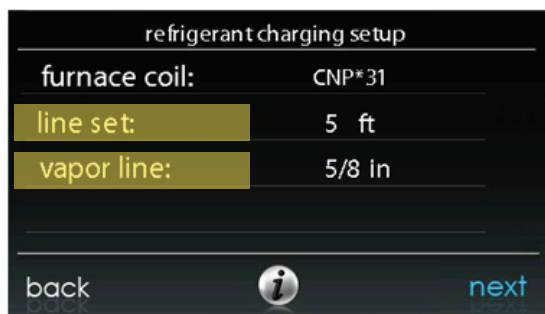 refrigerant charging setup
furnace coil: CNP*31
line set: 5 ft
vapor line: 5/8 in
back i next